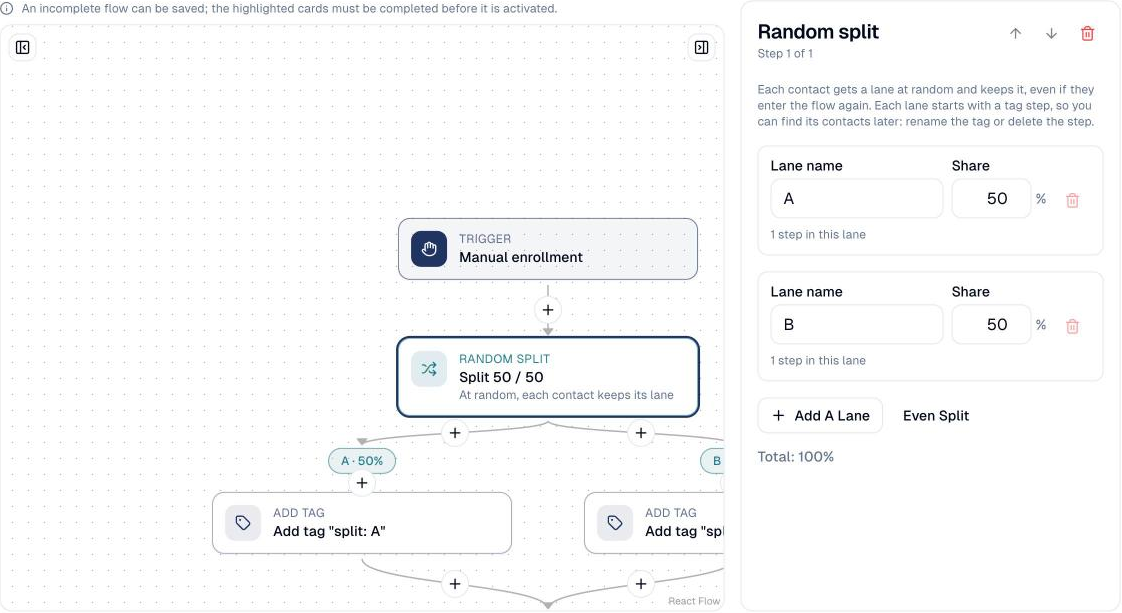 An incomplete flow can be saved; the highlighted cards must be completed before it is activated.
TRIGGER
Manual enrollment
RANDOM SPLIT
Split 50 / 50
At random, each contact keeps its lane
A · 50%
B
ADD TAG
Add tag "split: A"
ADD TAG
Add tag "spl
React Flow
Random split
Step 1 of 1
Each contact gets a lane at random and keeps it, even if they
enter the flow again. Each lane starts with a tag step, so you
can find its contacts later: rename the tag or delete the step.
Lane name
Share
A
50
%
1 step in this lane
Lane name
Share
B
50
%
1 step in this lane
Add A Lane
Even Split
Total: 100%